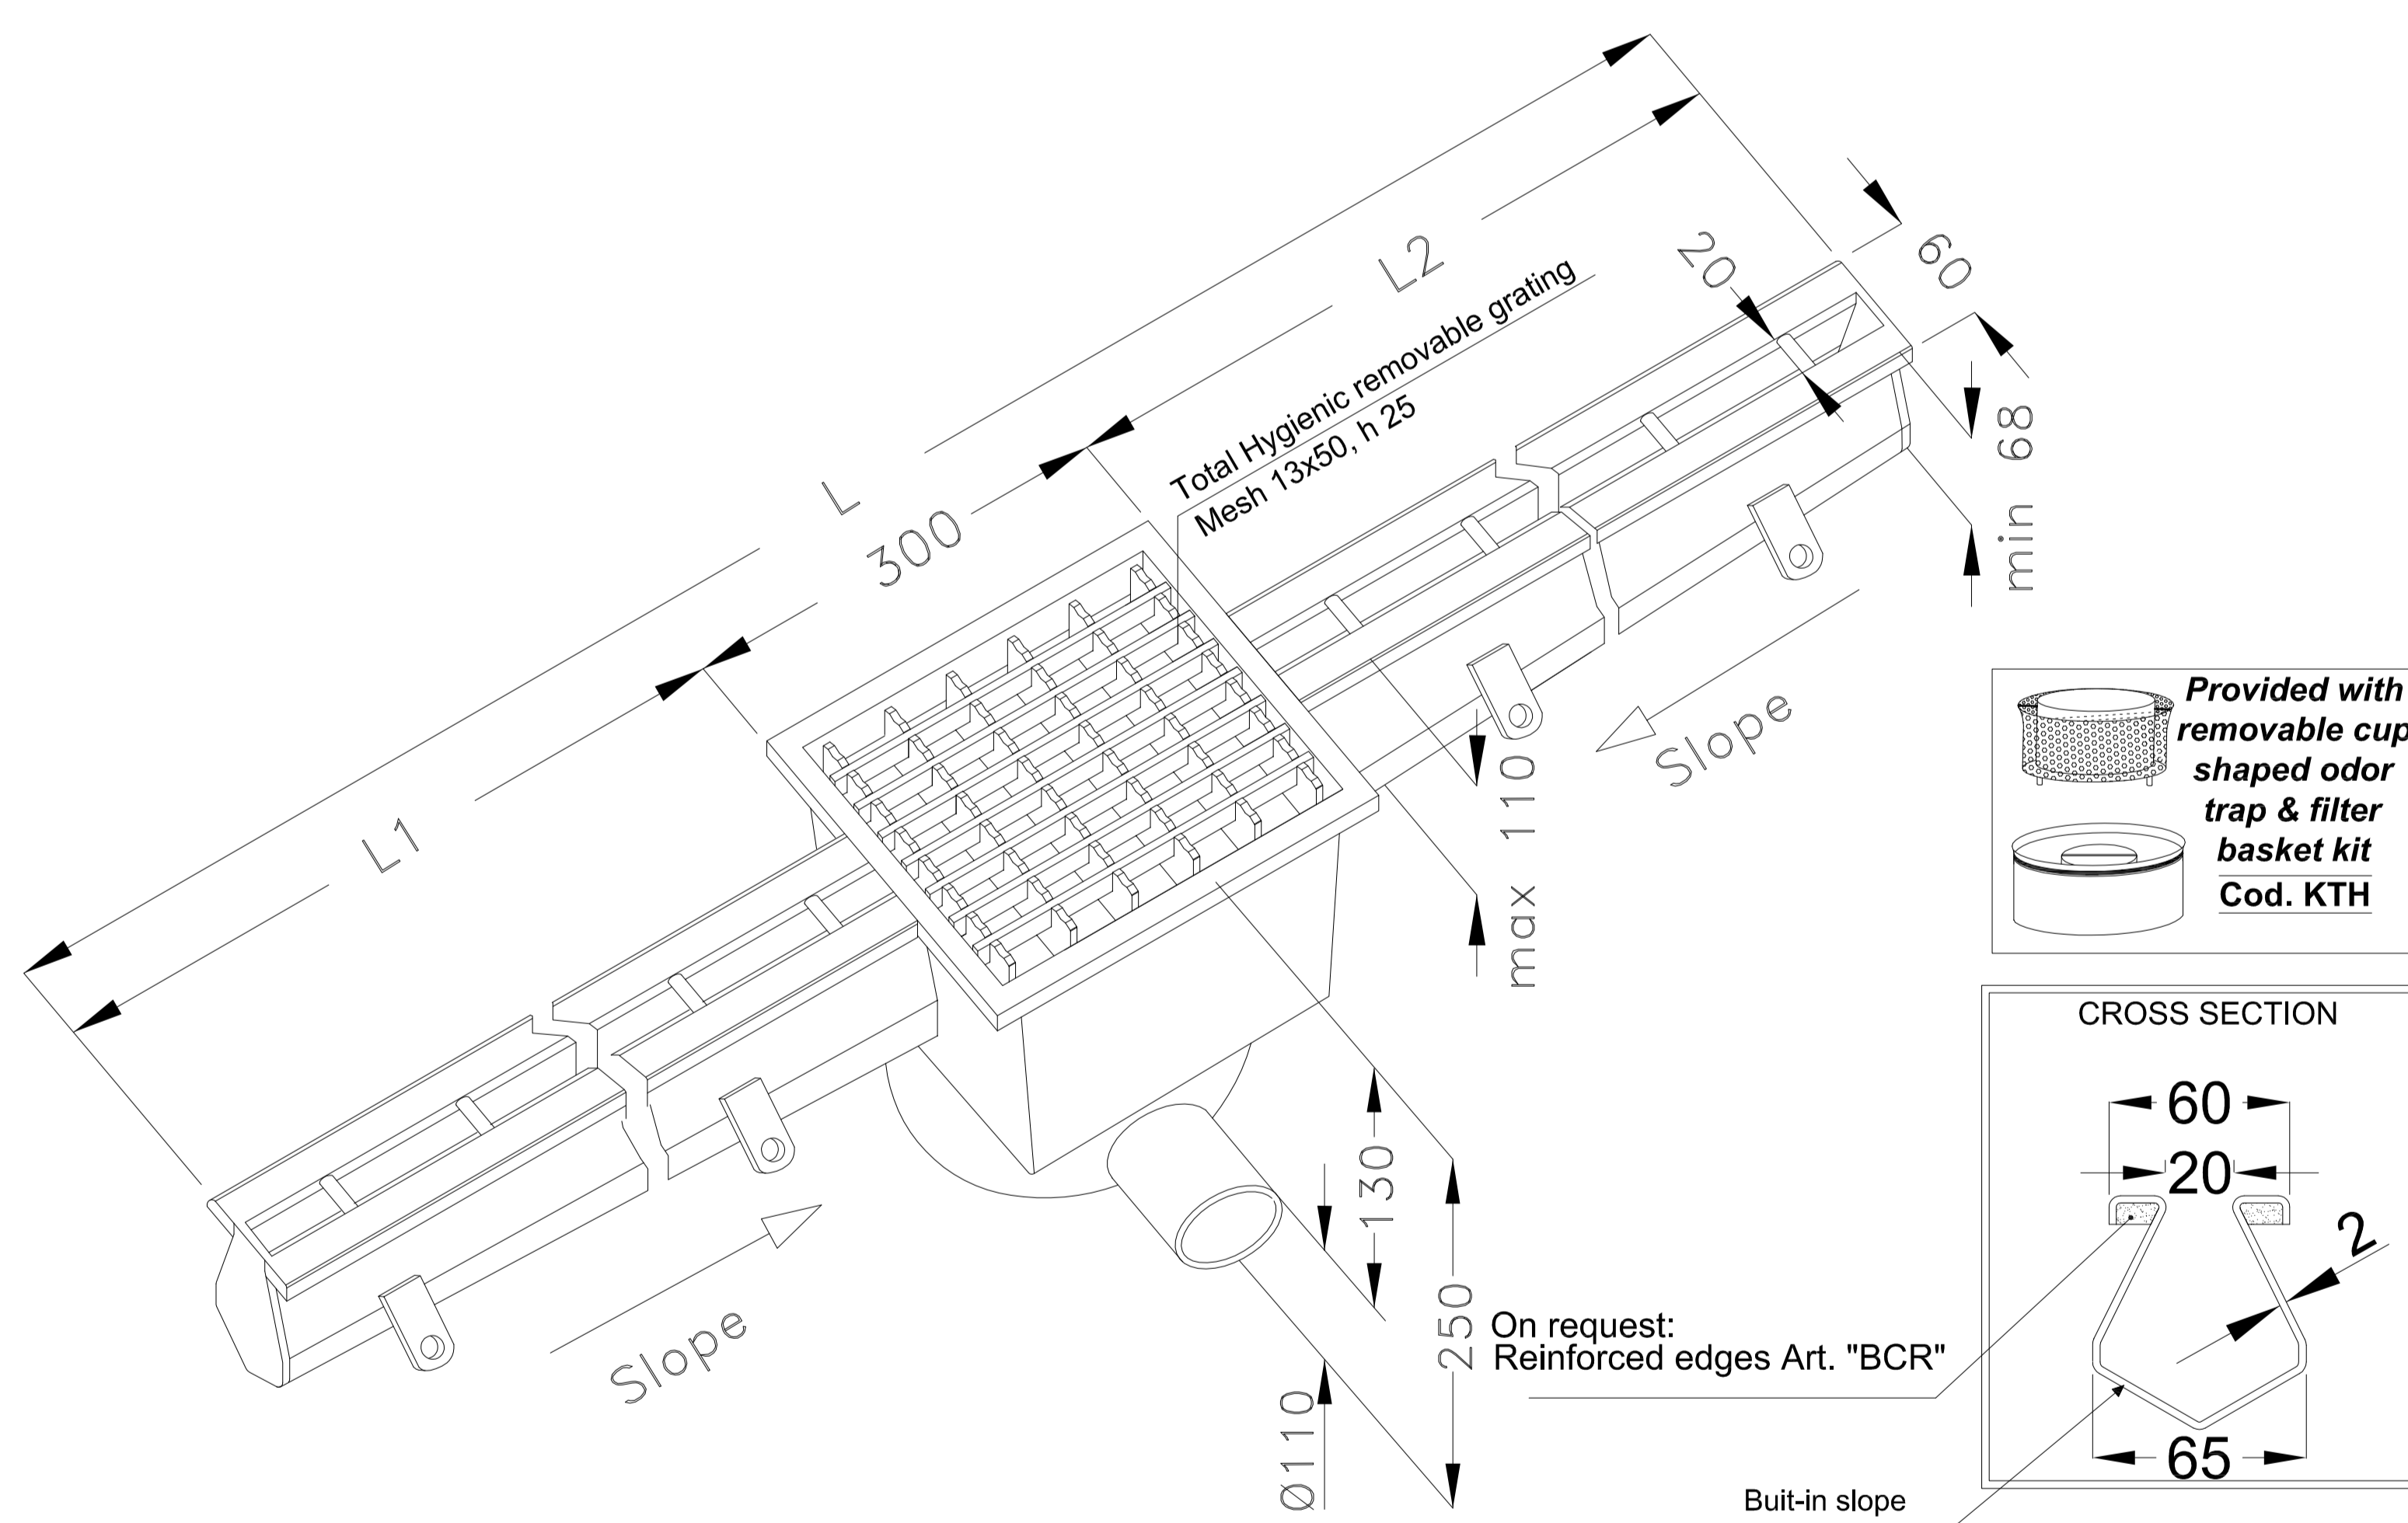 L
L2
60
20
Total Hygienic removable grating
Mesh 13x50, h 25
300
min 68
L1
max 110
Slope
Provided with
removable cup
shaped odor
trap & filter
basket kit
Cod. KTH
CROSS SECTION
60
20
2
65
130
250
Ø110
Slope
On request:
Reinforced edges Art. "BCR"
Buit-in slope